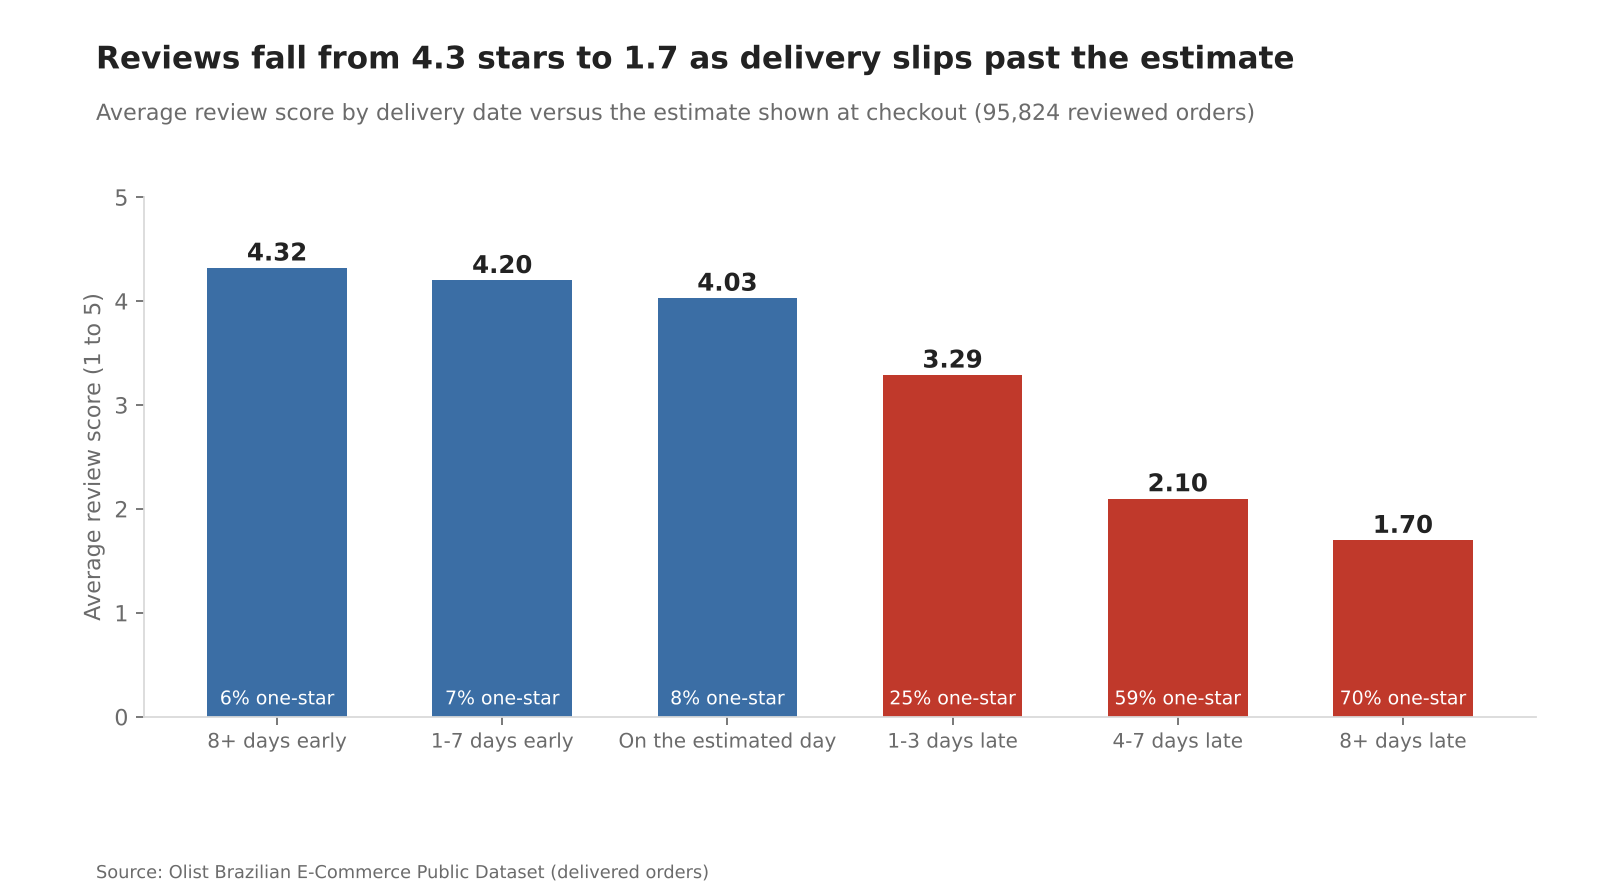 Reviews fall from 4.3 stars to 1.7 as delivery slips past the estimate
Average review score by delivery date versus the estimate shown at checkout (95,824 reviewed orders)
Average review score (1 to 5)
5
4
3
2
1
0
4.32
4.20
4.03
3.29
2.10
1.70
6% one-star
7% one-star
8% one-star
25% one-star
59% one-star
70% one-star
8+ days early
1-7 days early
On the estimated day
1-3 days late
4-7 days late
8+ days late
Source: Olist Brazilian E-Commerce Public Dataset (delivered orders)